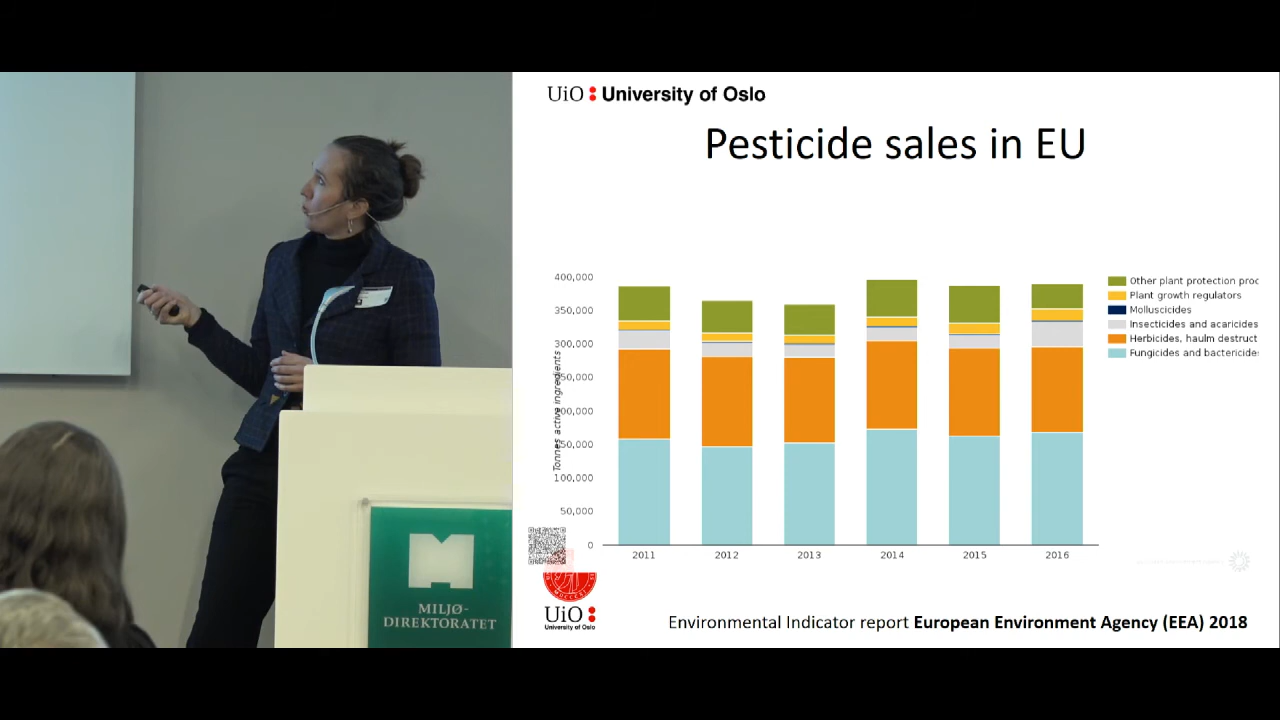 UiO University of Oslo
Pesticide sales in EU
400,000
350,000
300,000
250,000
200,000
150,000
100,000
50,000
0
Tonnes active ingredients
2011
2012
2013
2014
2015
2016
Other plant protection proc
Plant growth regulators
Molluscicides
Insecticides and acaricides
Herbicides, haulm destruct
Fungicides and bactericide
UiO
University of Oslo
Environmental Indicator report European Environment Agency (EEA) 2018
MILJØ-
DIREKTORATET